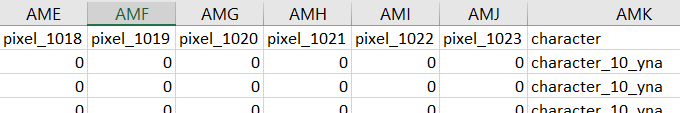 AME AMF AMG AMH AMI AMJ AMK
pixel_1018 pixel_1019 pixel_1020 pixel_1021 pixel_1022 pixel_1023 character
0 0 0 0 0 0 character_10_yna
0 0 0 0 0 0 character_10_yna
0 0 0 0 0 0 character_10_yna